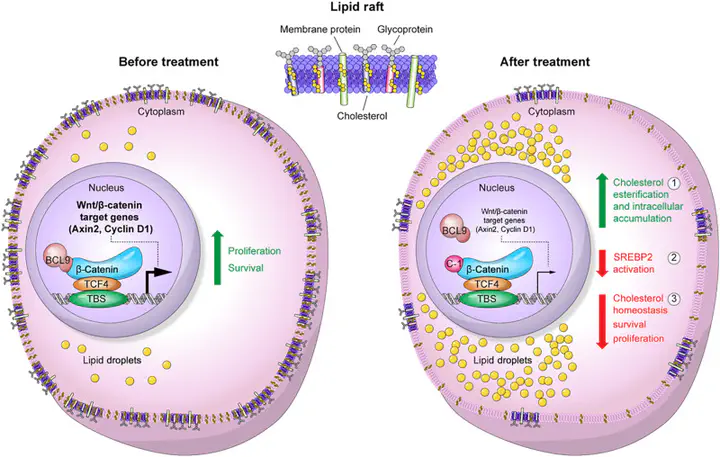 Lipid raft
Membrane protein
Glycoprotein
Cholesterol
Before treatment
Cytoplasm
Nucleus
Wnt/β-catenin
target genes
(Axin2, Cyclin D1)
BCL9
β-Catenin
TCF4
TBS
Proliferation
Survival
Lipid droplets
After treatment
Cytoplasm
Nucleus
Wnt/β-catenin
target genes
(Axin2, Cyclin D1)
BCL9
C-1
β-Catenin
TCF4
TBS
Lipid droplets
Cholesterol 1
esterification
and intracellular
accumulation
SREBP2 2
activation
Cholesterol 3
homeostasis
survival
proliferation